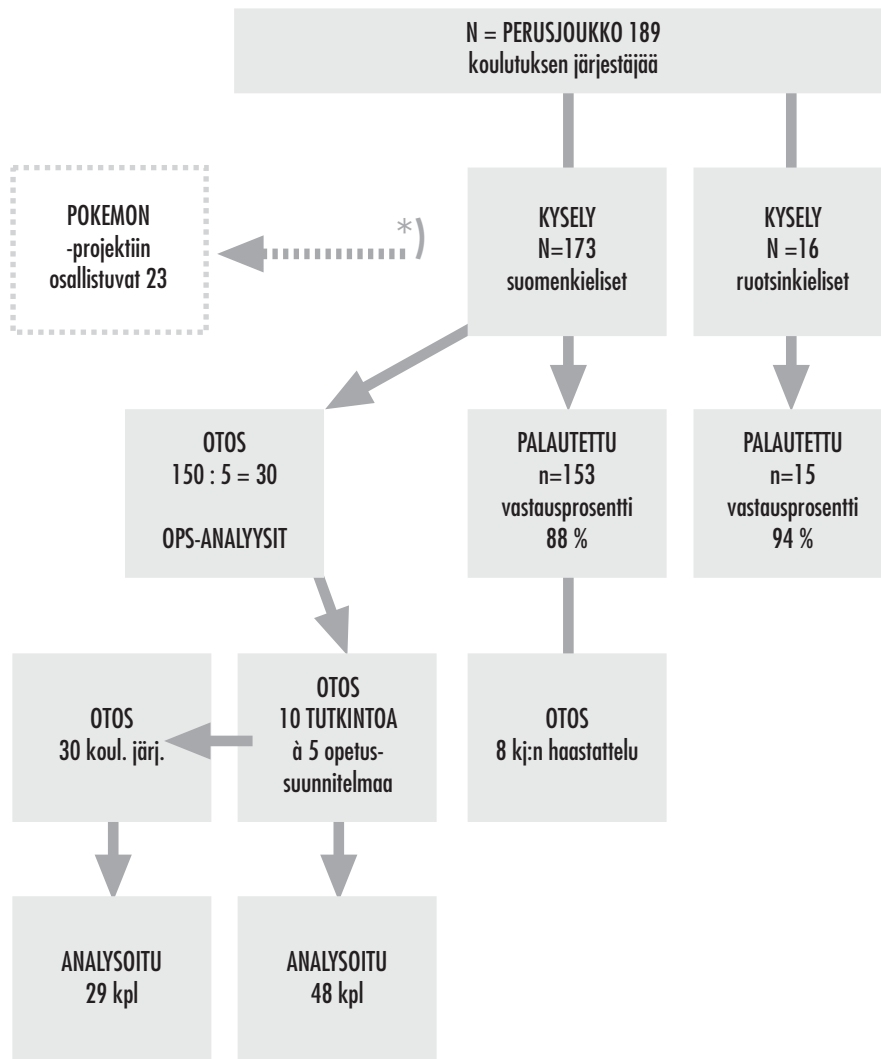 N = PERUSJOUKKO 189
koulutuksen järjestäjää
POKEMON
-projektiin
osallistuvat 23
*)
KYSELY
N=173
suomenkieliset
KYSELY
N =16
ruotsinkieliset
OTOS
150 : 5 = 30
OPS-ANALYYSIT
PALAUTETTU
n=153
vastausprosentti
88 %
PALAUTETTU
n=15
vastausprosentti
94 %
OTOS
30 koul. järj.
OTOS
10 TUTKINTOA
à 5 opetus-
suunnitelmaa
OTOS
8 kj:n haastattelu
ANALYSOITU
29 kpl
ANALYSOITU
48 kpl